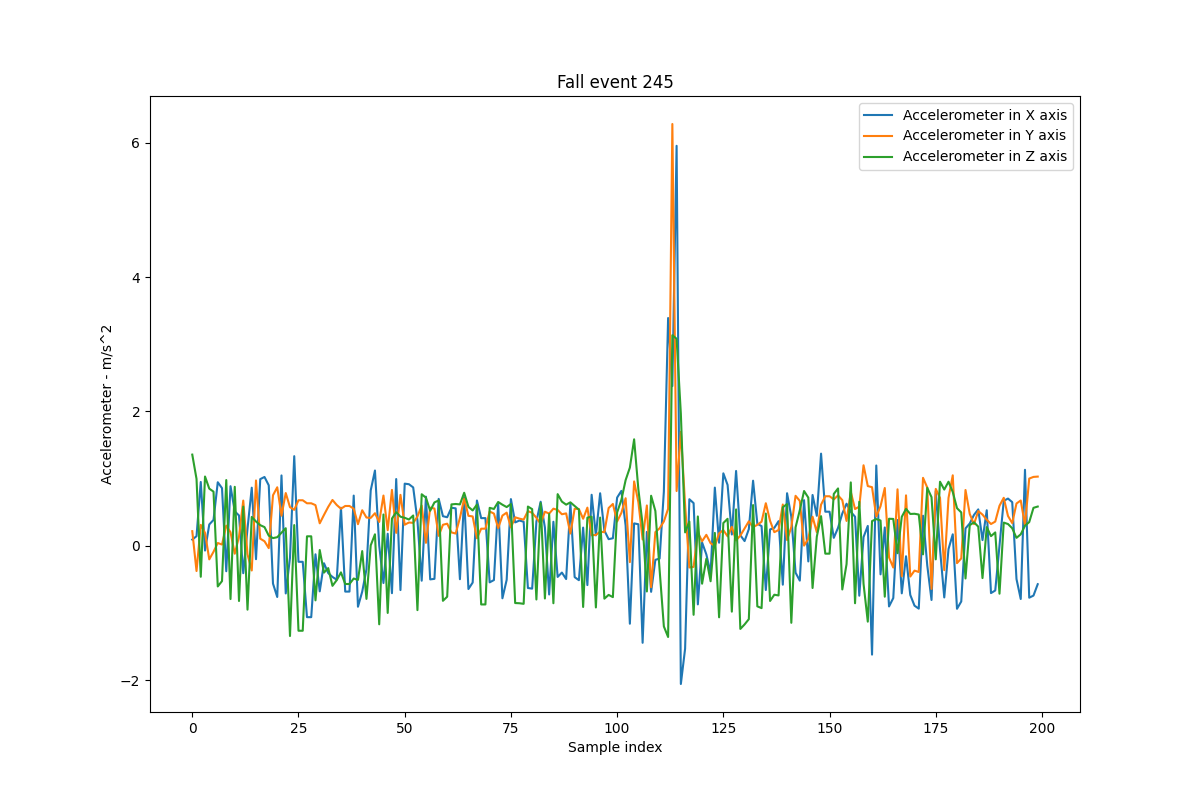 Fall event 245
Accelerometer in X axis
Accelerometer in Y axis
Accelerometer in Z axis
Accelerometer - m/s^2
6
4
2
0
−2
0 25 50 75 100 125 150 175 200
Sample index